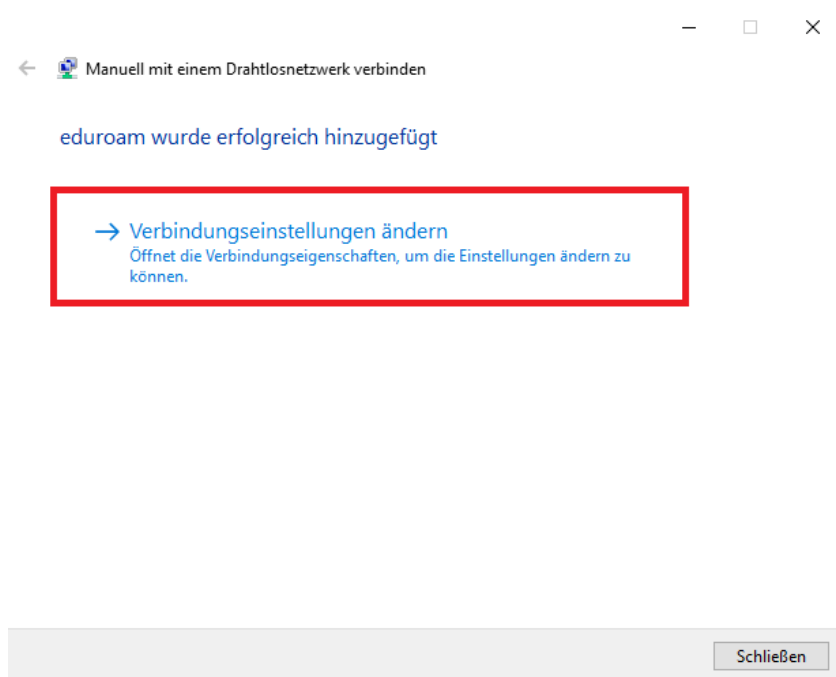 Manuell mit einem Drahtlosnetzwerk verbinden
eduroam wurde erfolgreich hinzugefügt
Verbindungseinstellungen ändern
Öffnet die Verbindungseigenschaften, um die Einstellungen ändern zu
können.
Schließen